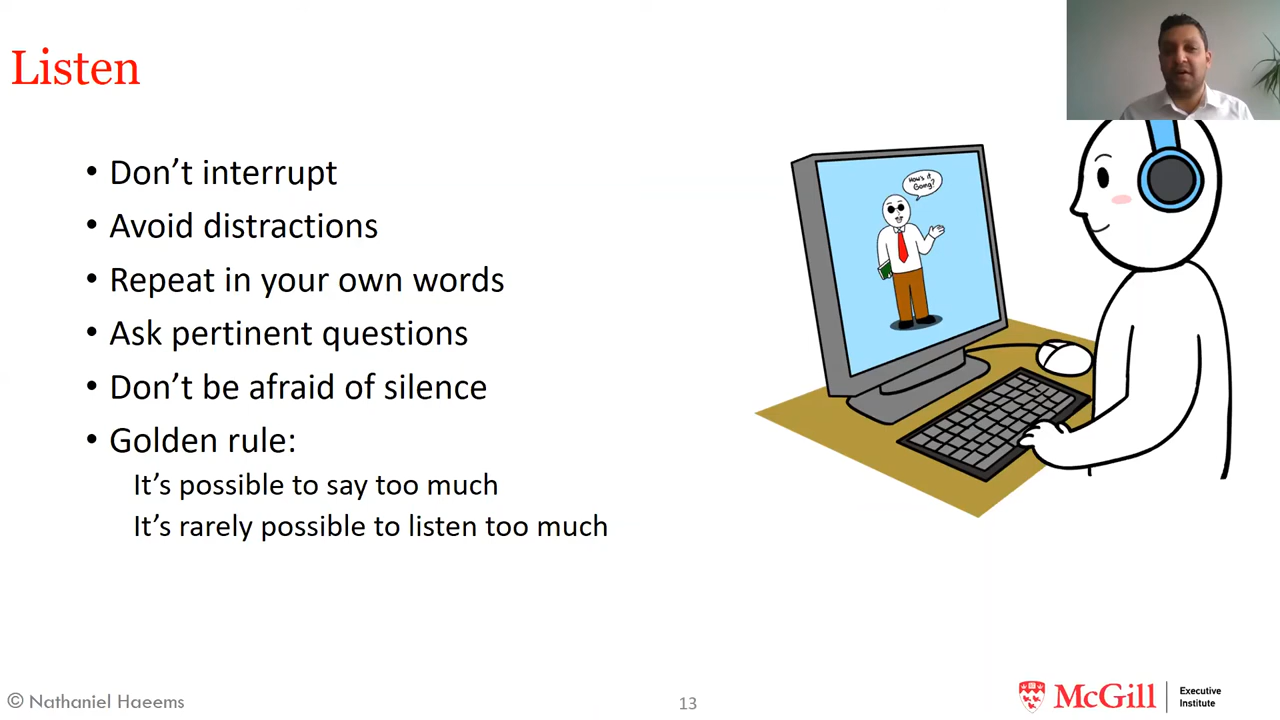 Listen
• Don’t interrupt
• Avoid distractions
• Repeat in your own words
• Ask pertinent questions
• Don’t be afraid of silence
• Golden rule:
It’s possible to say too much
It’s rarely possible to listen too much
How's it
Going?
© Nathaniel Haeems
13
McGill
Executive
Institute